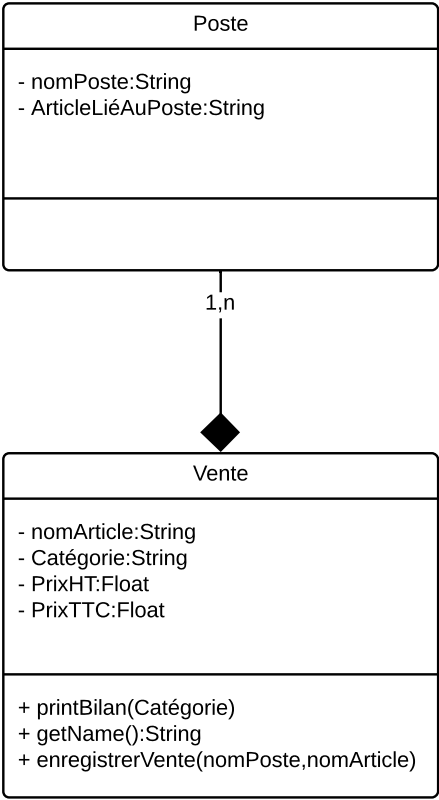 Poste
- nomPoste:String
- ArticleLiéAuPoste:String
1,n
Vente
- nomArticle:String
- Catégorie:String
- PrixHT:Float
- PrixTTC:Float
+ printBilan(Catégorie)
+ getName():String
+ enregistrerVente(nomPoste,nomArticle)